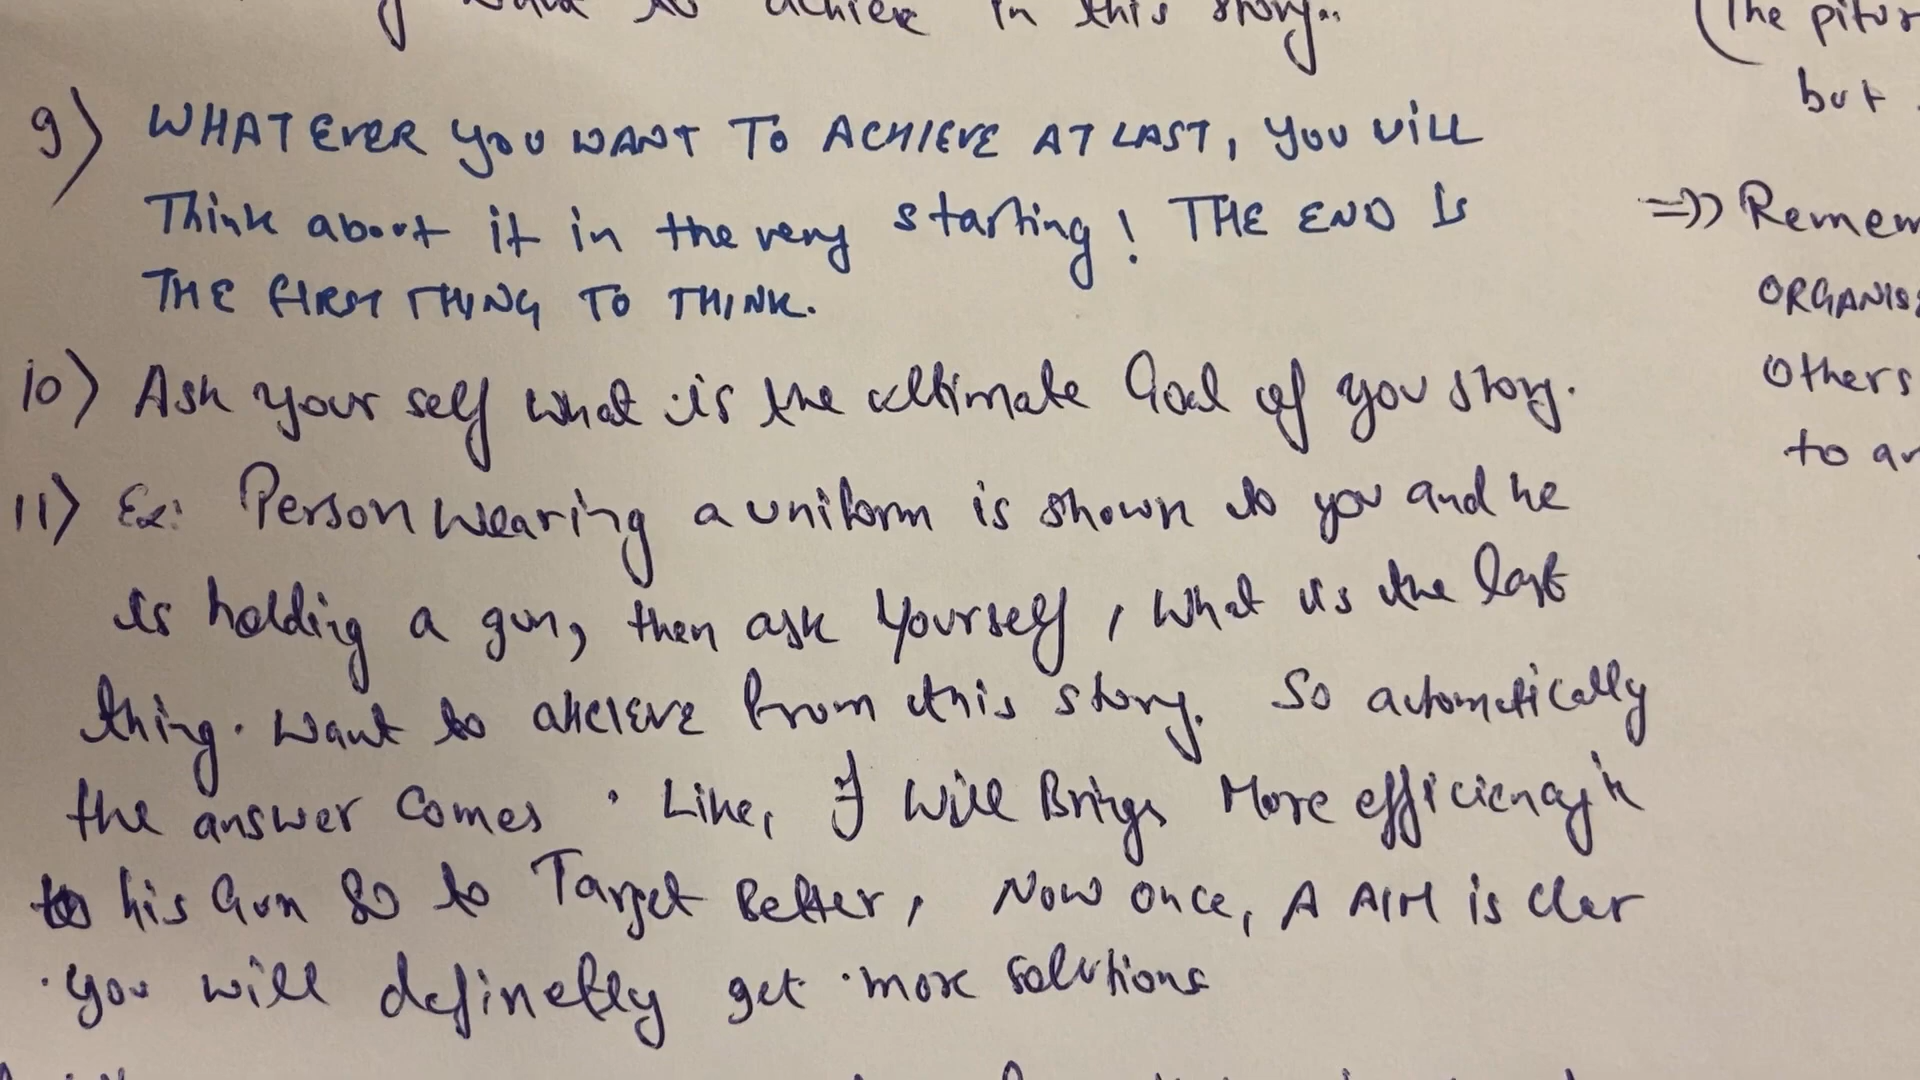 want to achieve in this story..
9) WHATEVER YOU WANT TO ACHIEVE AT LAST, YOU WILL
Think about it in the very starting! THE END IS
THE FIRST THING TO THINK.
10) Ask your self what is the ultimate Goal of you story.
11) Ex: Person wearing a uniform is shown to you and he
is holding a gun, then ask Yourself, What is the last
thing. want to achieve from this story. So automatically
the answer comes. Like, I will Brings More efficiency in
his Gun so to Target Better, Now once, A AIM is cler
you will definetly get more solutions
(The
but
=>> Remem
ORGANIS
others
to